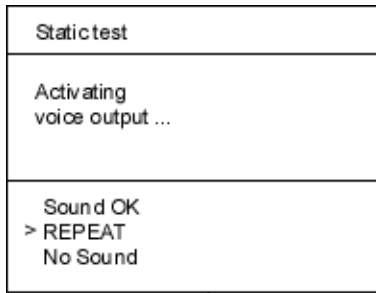 Static test
Activating
voice output ...
Sound OK
> REPEAT
No Sound